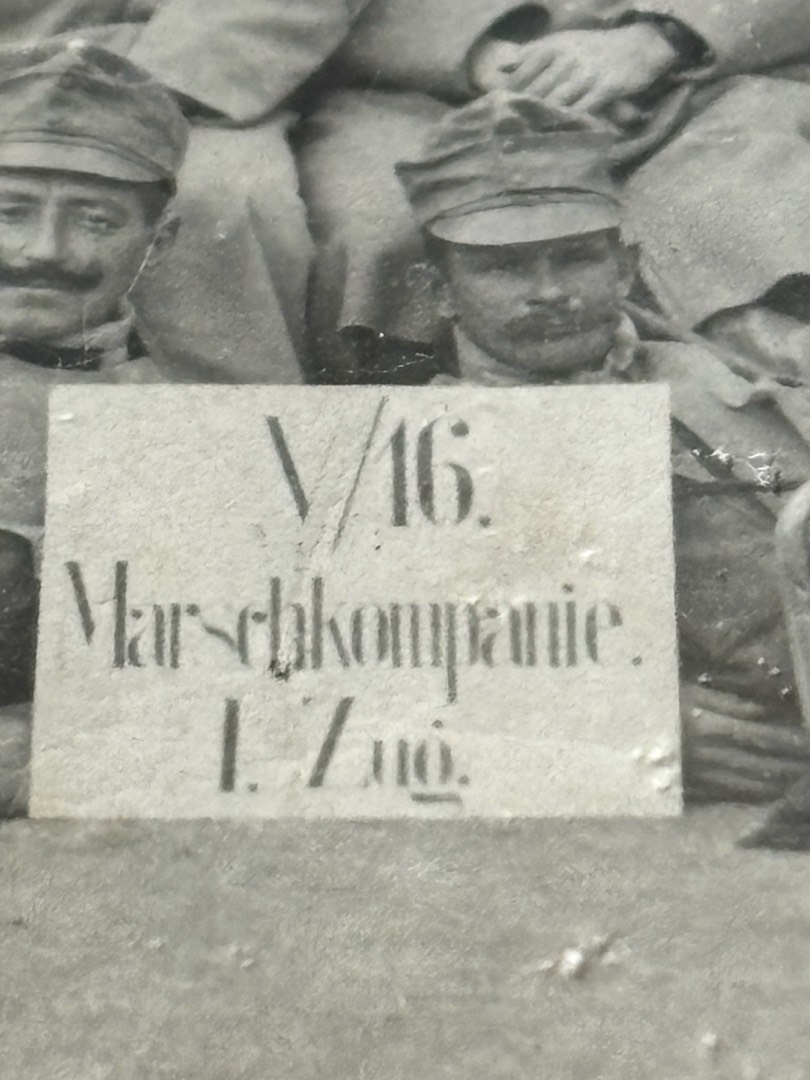 V/16.
Marschkompanie.
I. Zug.